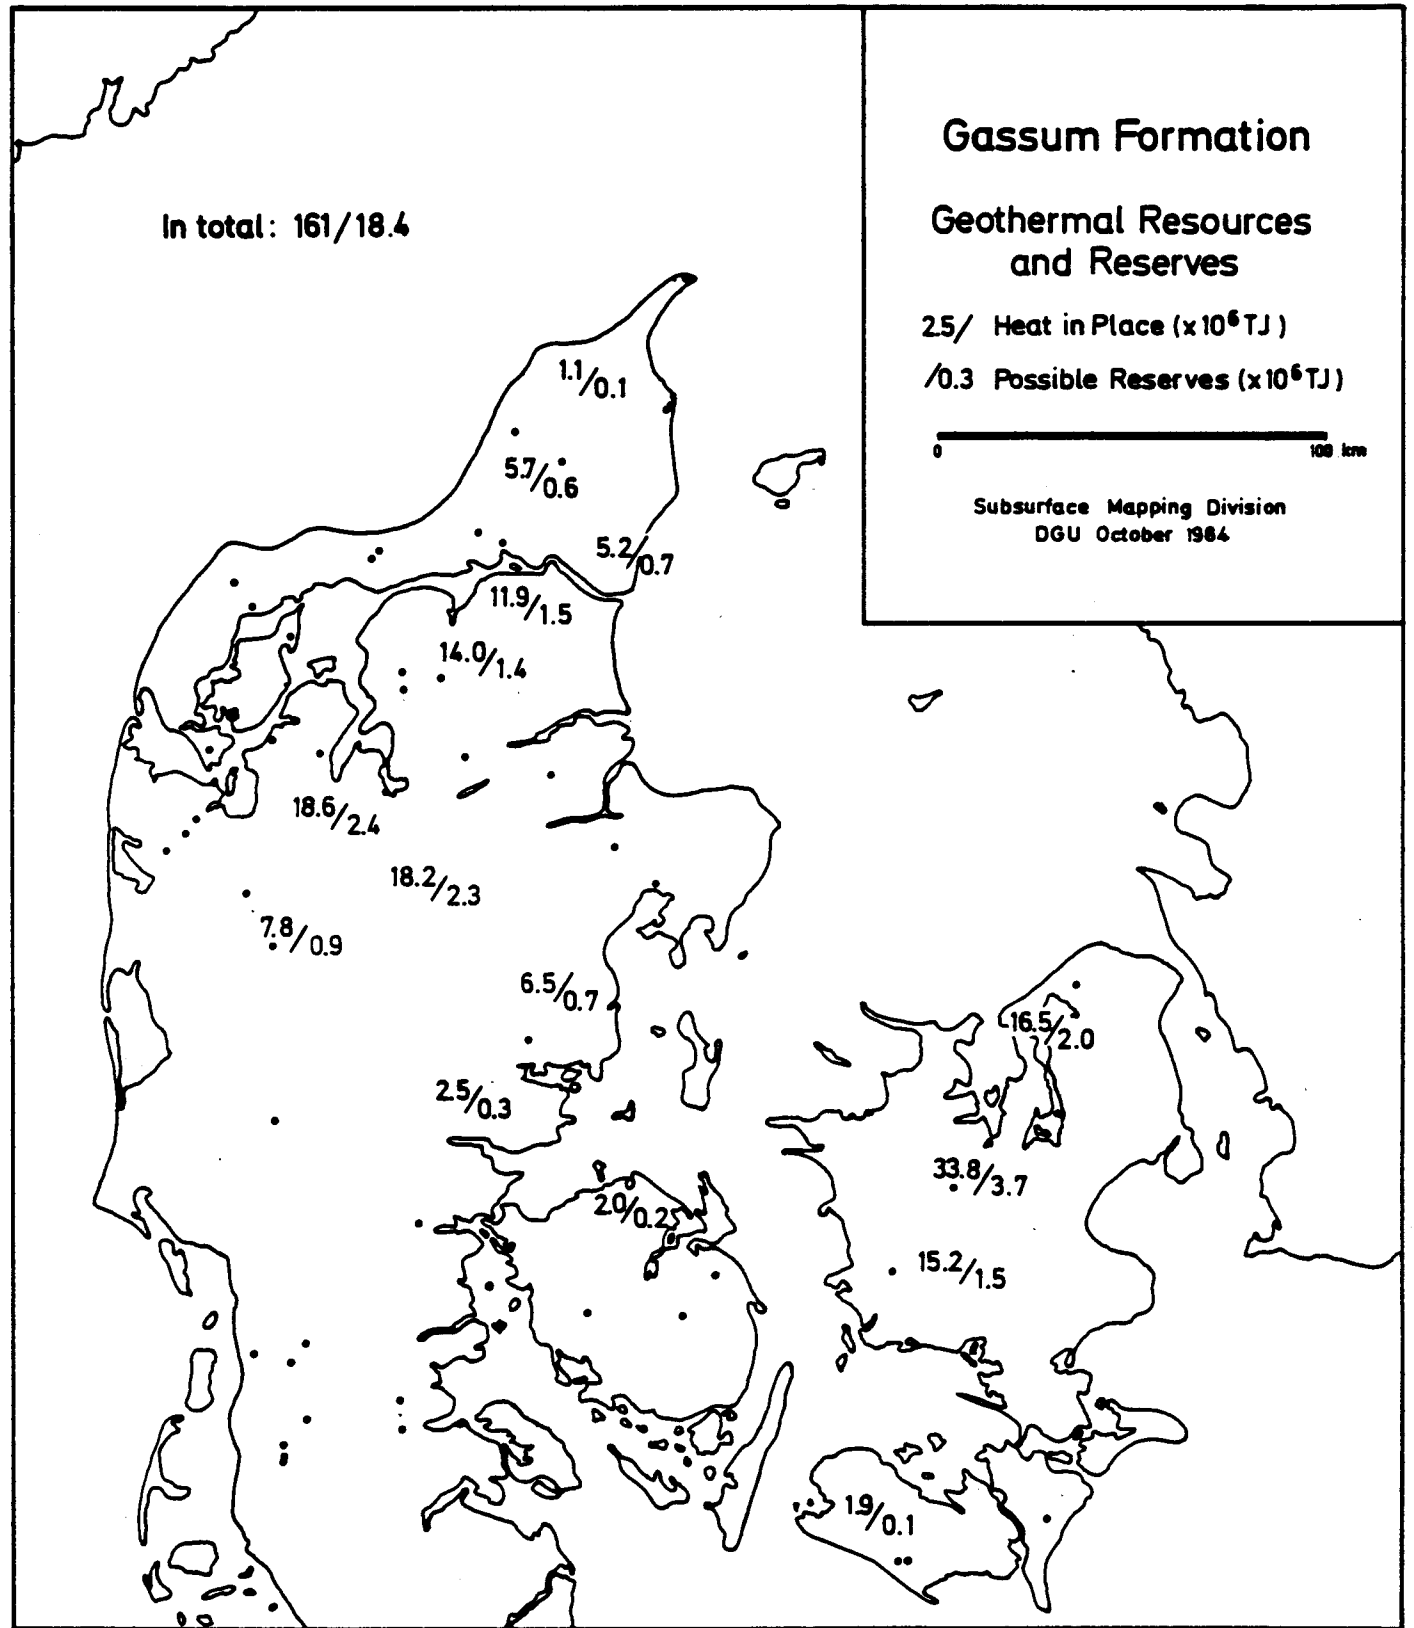 Gassum Formation
Geothermal Resources
and Reserves
2.5/ Heat in Place (x10⁶ TJ)
/0.3 Possible Reserves (x10⁶ TJ)
0 100 km
Subsurface Mapping Division
DGU October 1984
In total: 161/18.4
1.1/0.1
5.7/0.6
5.2/0.7
11.9/1.5
14.0/1.4
18.6/2.4
18.2/2.3
7.8/0.9
6.5/0.7
16.5/2.0
2.5/0.3
33.8/3.7
2.0/0.2
15.2/1.5
1.9/0.1